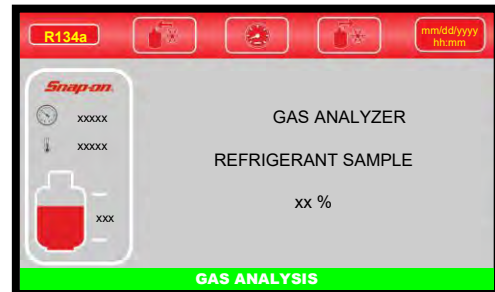 R134a
mm/dd/yyyy
hh:mm
Snap-on.
xxxxx
xxxxx
xxx
GAS ANALYZER
REFRIGERANT SAMPLE
xx %
GAS ANALYSIS